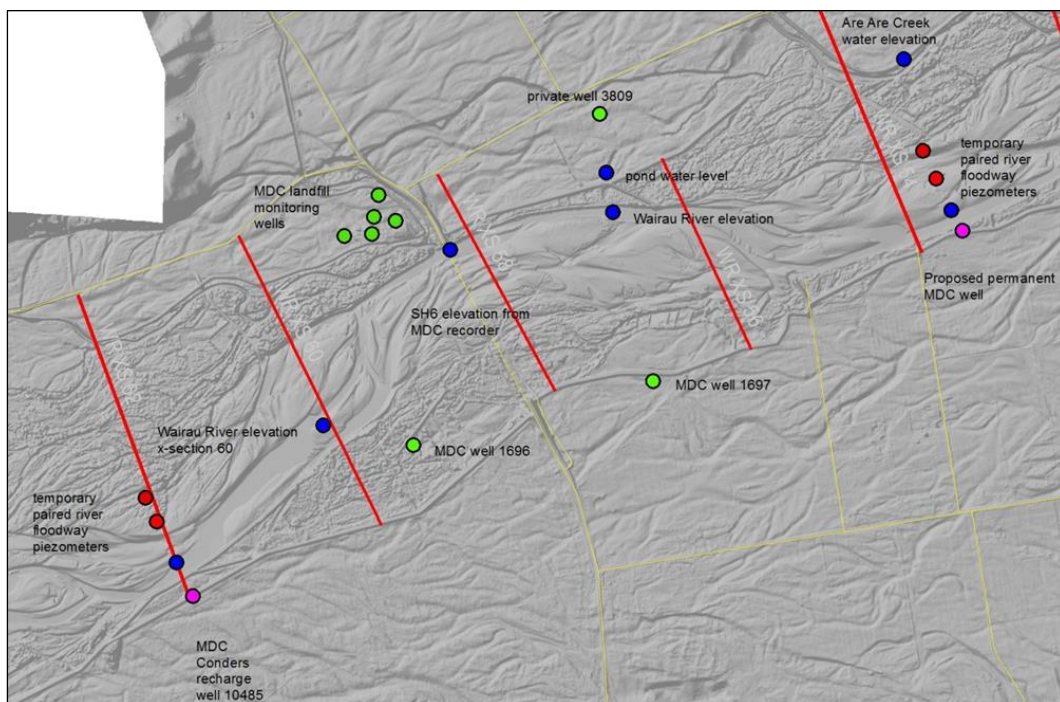 Are Are Creek
water elevation
private well 3809
temporary
paired river
floodway
piezometers
pond water level
MDC landfill
monitoring
wells
Wairau River elevation
Proposed permanent
MDC well
SH6 elevation from
MDC recorder
MDC well 1697
Wairau River elevation
x-section 60
MDC well 1696
temporary
paired river
floodway
piezometers
MDC
Conders
recharge
well 10485